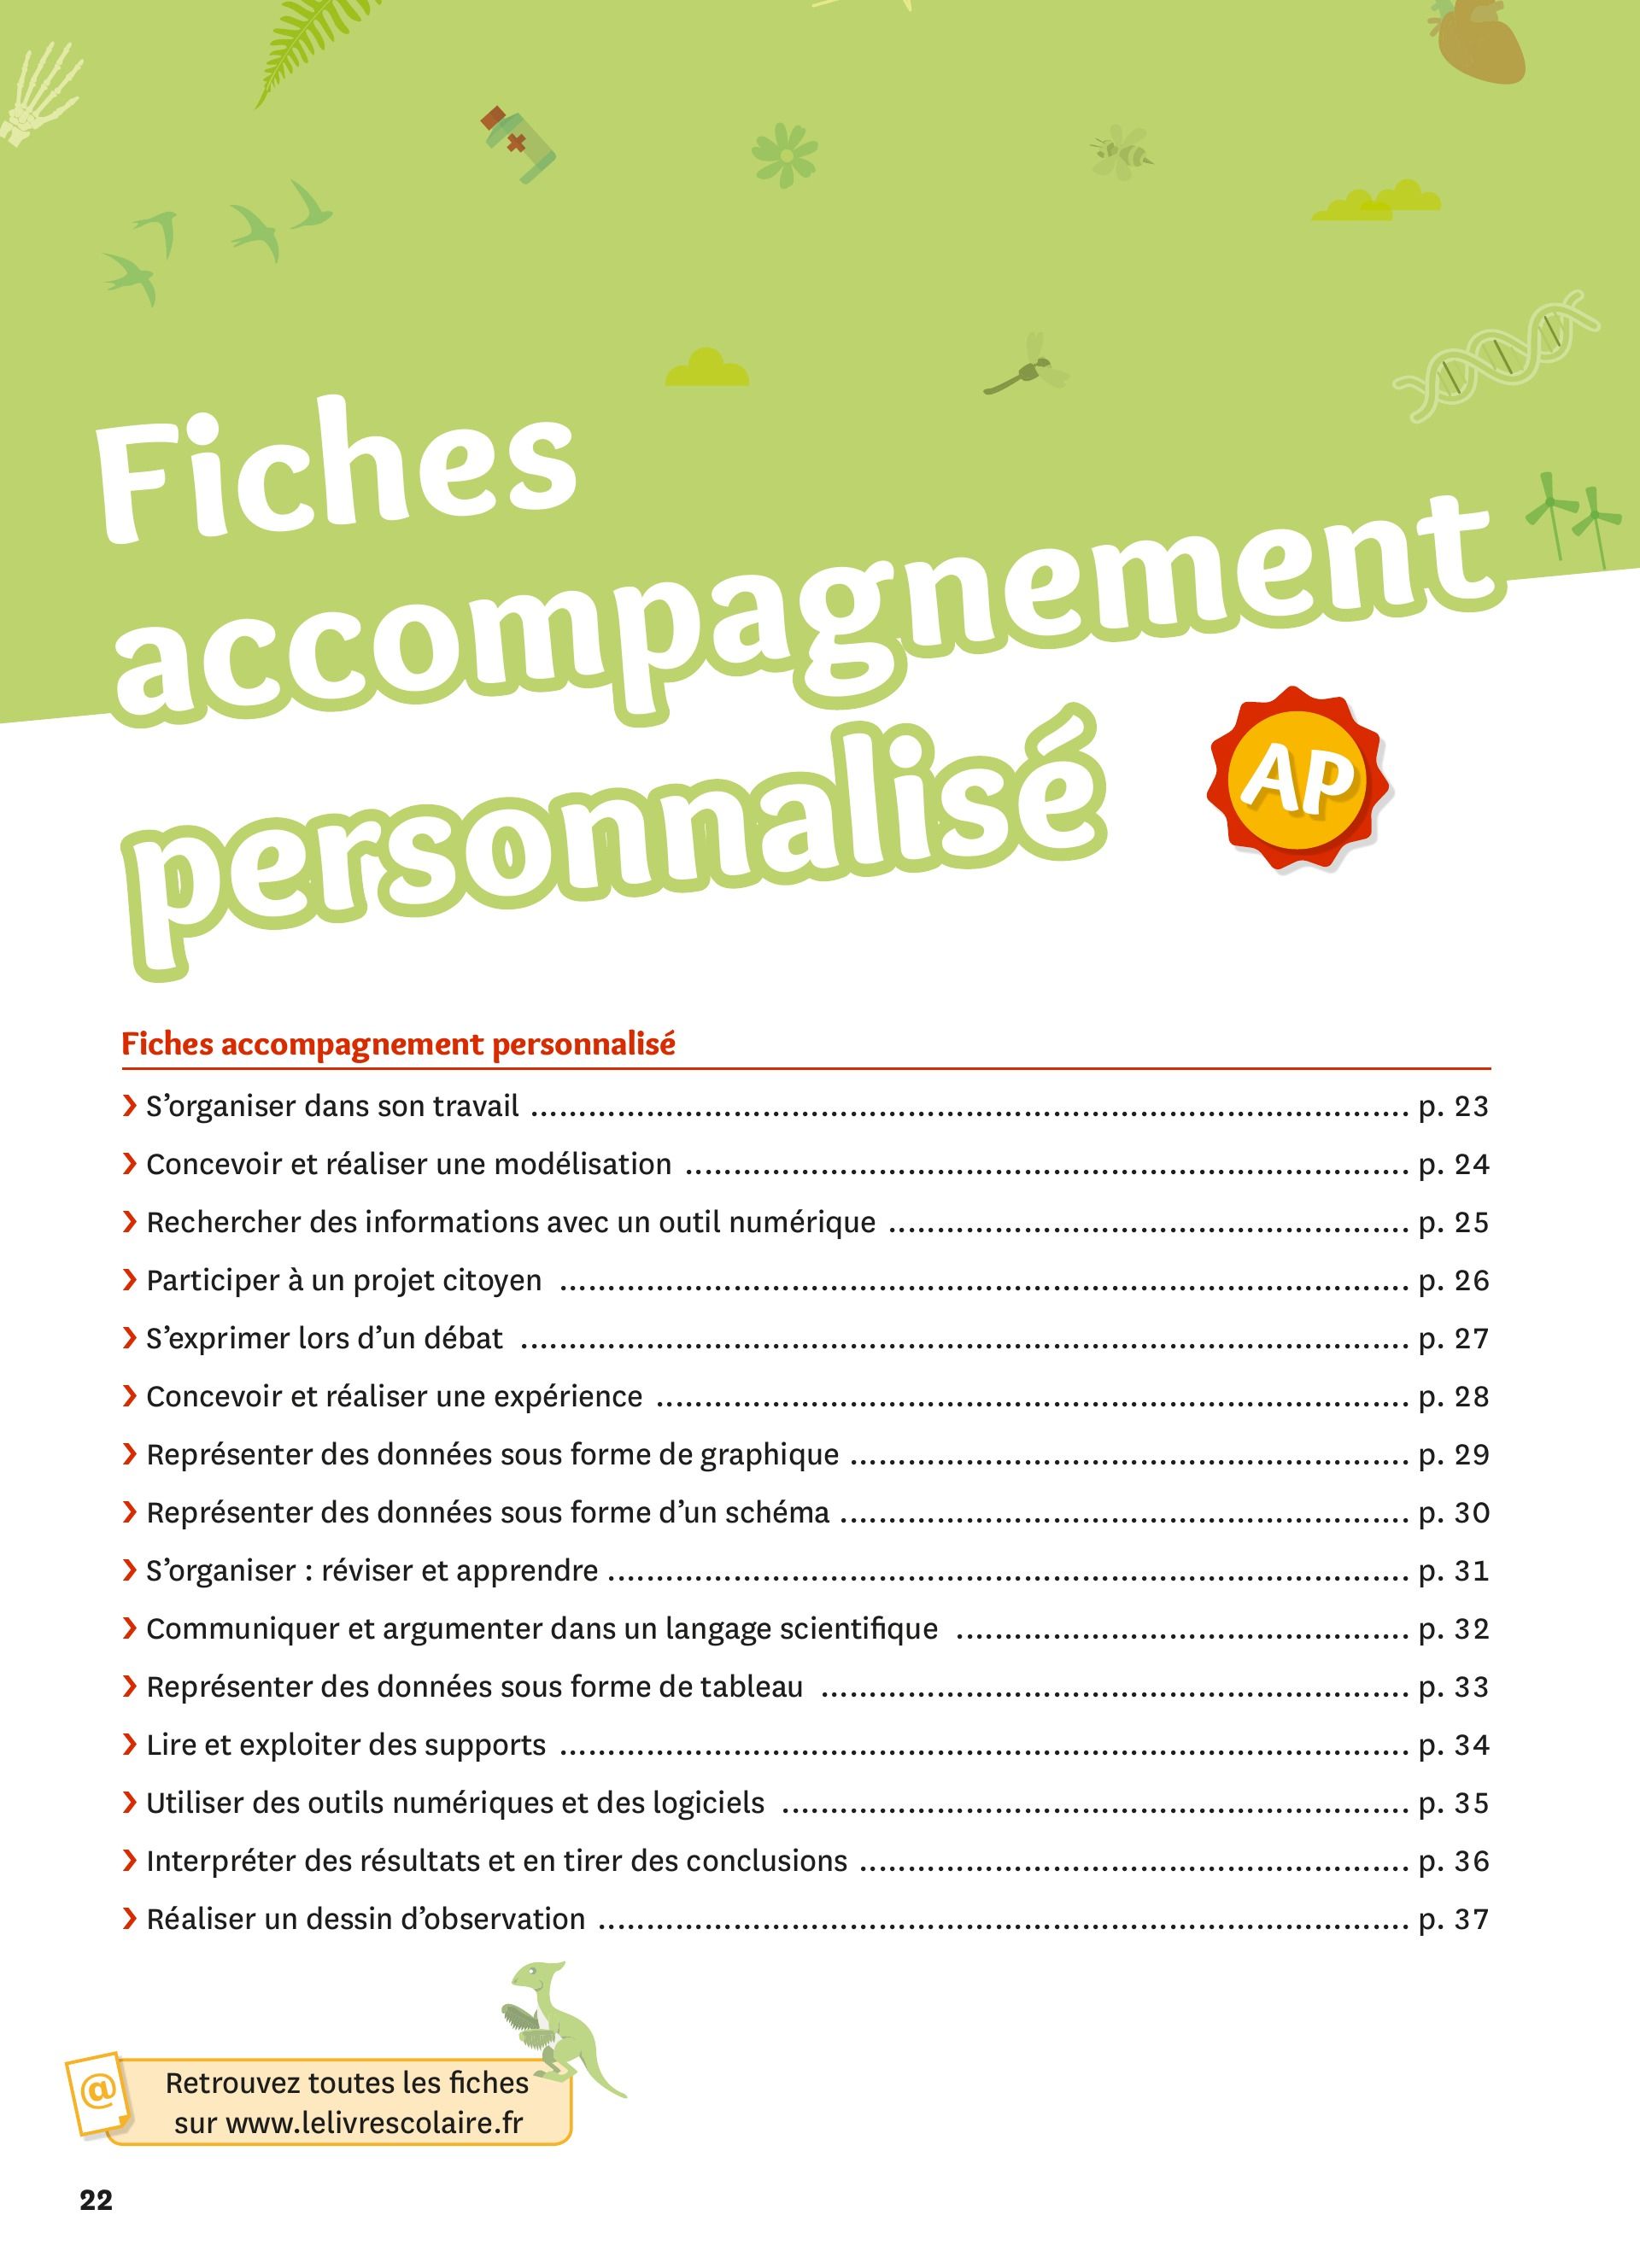 Fiches
accompagnement
personnalisé
AP
Fiches accompagnement personnalisé
❯ S’organiser dans son travail ........ p. 23
❯ Concevoir et réaliser une modélisation ........ p. 24
❯ Rechercher des informations avec un outil numérique ........ p. 25
❯ Participer à un projet citoyen ........ p. 26
❯ S’exprimer lors d’un débat ........ p. 27
❯ Concevoir et réaliser une expérience ........ p. 28
❯ Représenter des données sous forme de graphique ........ p. 29
❯ Représenter des données sous forme d’un schéma ........ p. 30
❯ S’organiser : réviser et apprendre ........ p. 31
❯ Communiquer et argumenter dans un langage scientifique ........ p. 32
❯ Représenter des données sous forme de tableau ........ p. 33
❯ Lire et exploiter des supports ........ p. 34
❯ Utiliser des outils numériques et des logiciels ........ p. 35
❯ Interpréter des résultats et en tirer des conclusions ........ p. 36
❯ Réaliser un dessin d’observation ........ p. 37
@
Retrouvez toutes les fiches
sur www.lelivrescolaire.fr
22